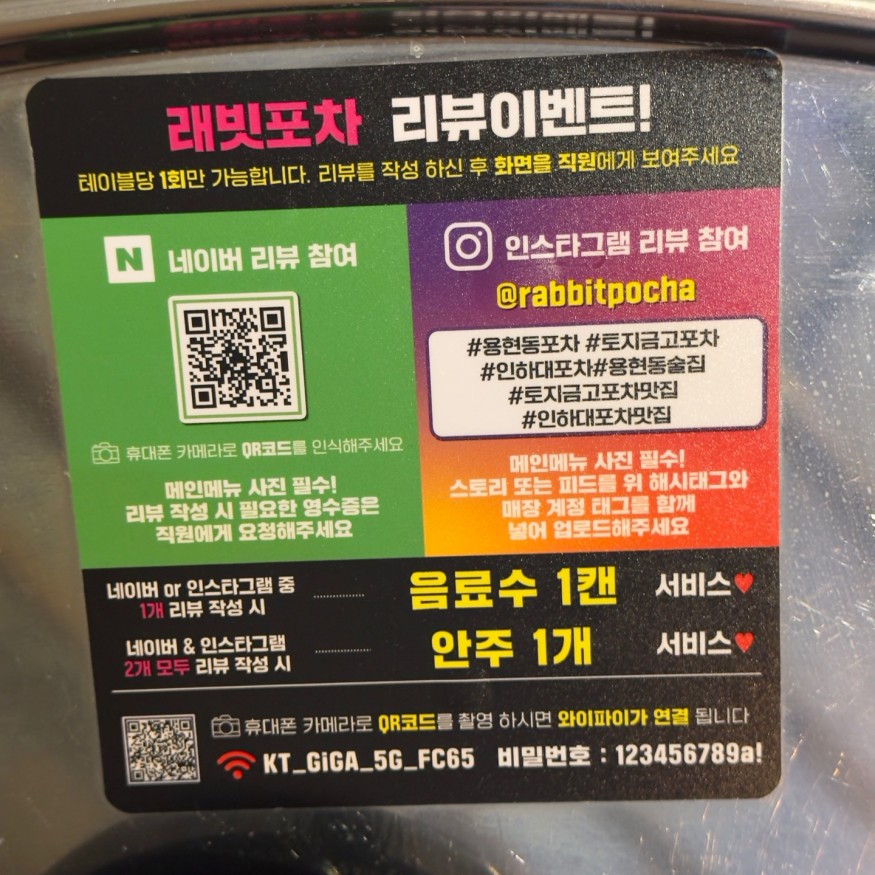 래빗포차 리뷰이벤트!
테이블당 1회만 가능합니다. 리뷰를 작성 하신 후 화면을 직원에게 보여주세요
N 네이버 리뷰 참여
휴대폰 카메라로 QR코드를 인식해주세요
메인메뉴 사진 필수!
리뷰 작성 시 필요한 영수증은
직원에게 요청해주세요
인스타그램 리뷰 참여
@rabbitpocha
#용현동포차 #토지금고포차
#인하대포차#용현동술집
#토지금고포차맛집
#인하대포차맛집
메인메뉴 사진 필수!
스토리 또는 피드를 위 해시태그와
매장 계정 태그를 함께
넣어 업로드해주세요
네이버 or 인스타그램 중
1개 리뷰 작성 시
음료수 1캔 서비스
네이버 & 인스타그램
2개 모두 리뷰 작성 시
안주 1개 서비스
휴대폰 카메라로 QR코드를 촬영 하시면 와이파이가 연결 됩니다
KT_GiGA_5G_FC65 비밀번호 : 123456789a!